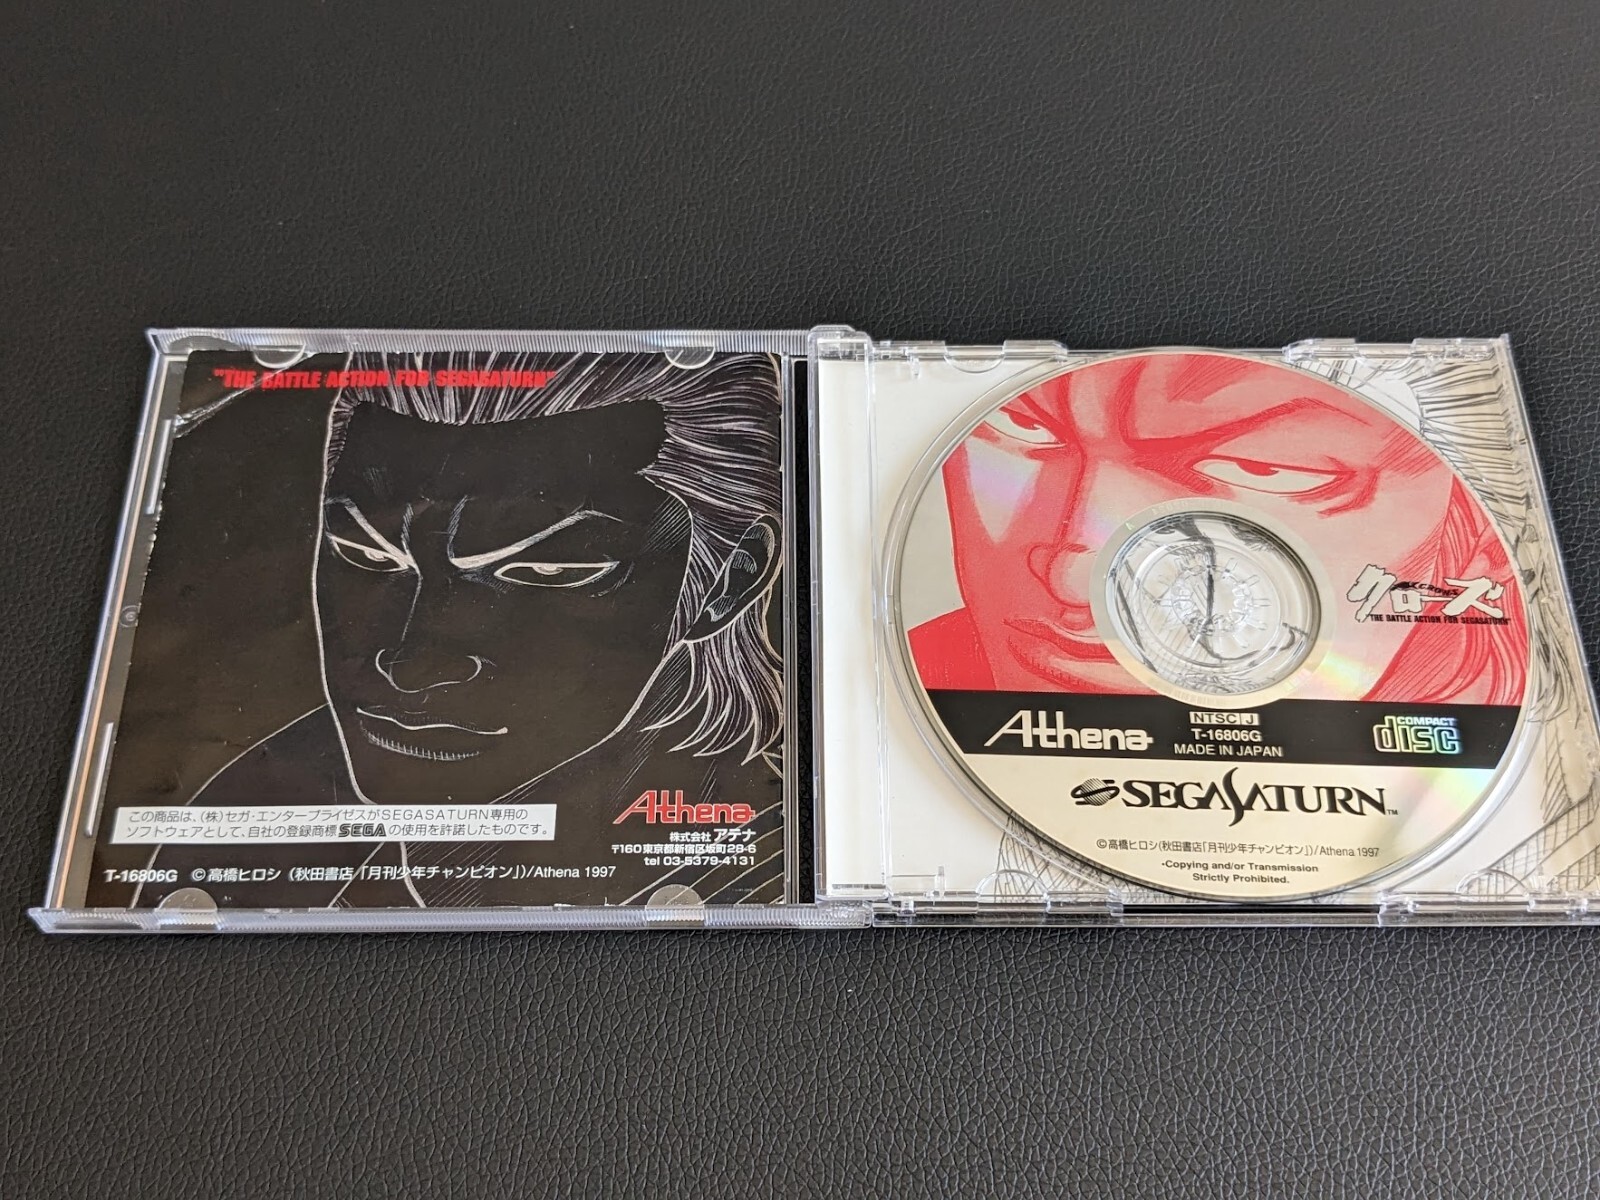 "THE BATTLE ACTION FOR SEGASATURN"
この商品は、(株)セガ・エンタープライゼスがSEGASATURN専用の
ソフトウェアとして、自社の登録商標SEGAの使用を許諾したものです。
Athena
株式会社 アテナ
〒160東京都新宿区坂町28-6
tel 03-5379-4131
T-16806G ©高橋ヒロシ(秋田書店「月刊少年チャンピオン」)/Athena 1997
クローズ
CROWS
"THE BATTLE ACTION FOR SEGASATURN"
Athena
NTSC J
T-16806G
MADE IN JAPAN
COMPACT
disc
SEGA SATURN™
©高橋ヒロシ(秋田書店「月刊少年チャンピオン」)/Athena 1997
•Copying and/or Transmission
Strictly Prohibited.